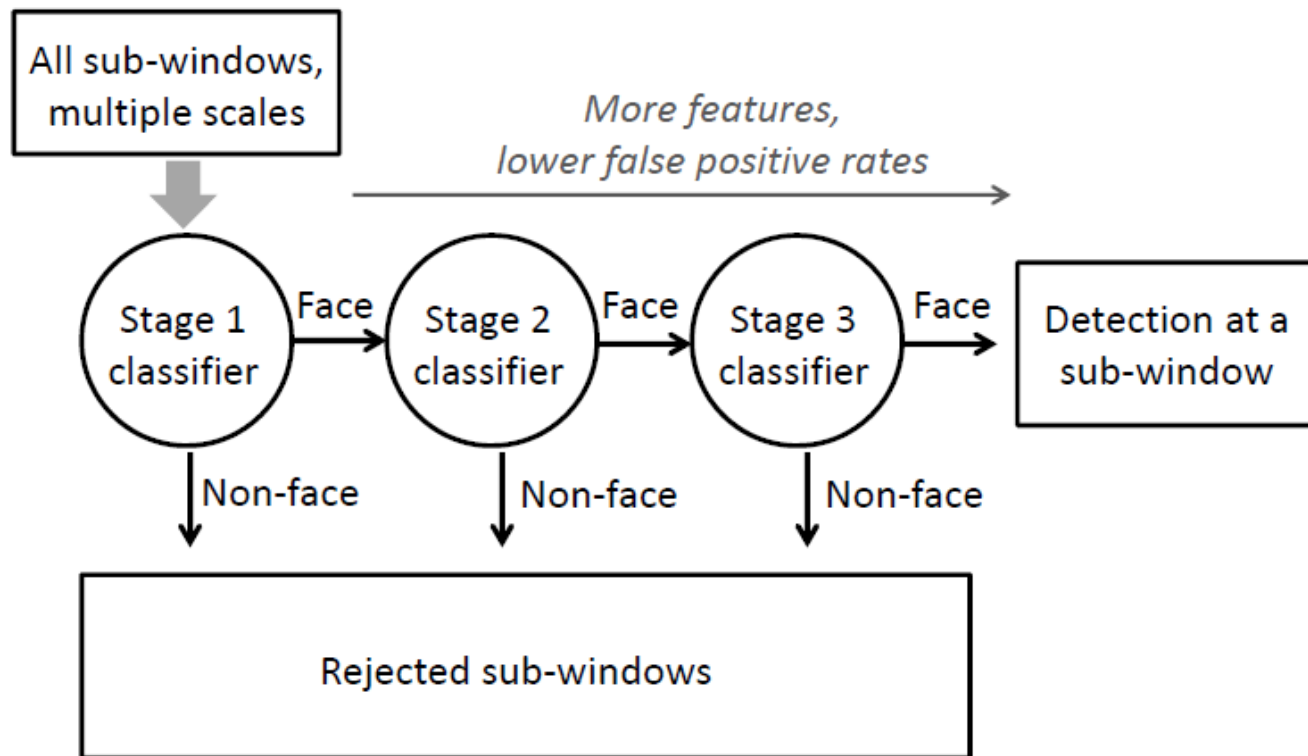 All sub-windows,
multiple scales
More features,
lower false positive rates
Stage 1
classifier
Face
Stage 2
classifier
Face
Stage 3
classifier
Face
Detection at a
sub-window
Non-face
Non-face
Non-face
Rejected sub-windows